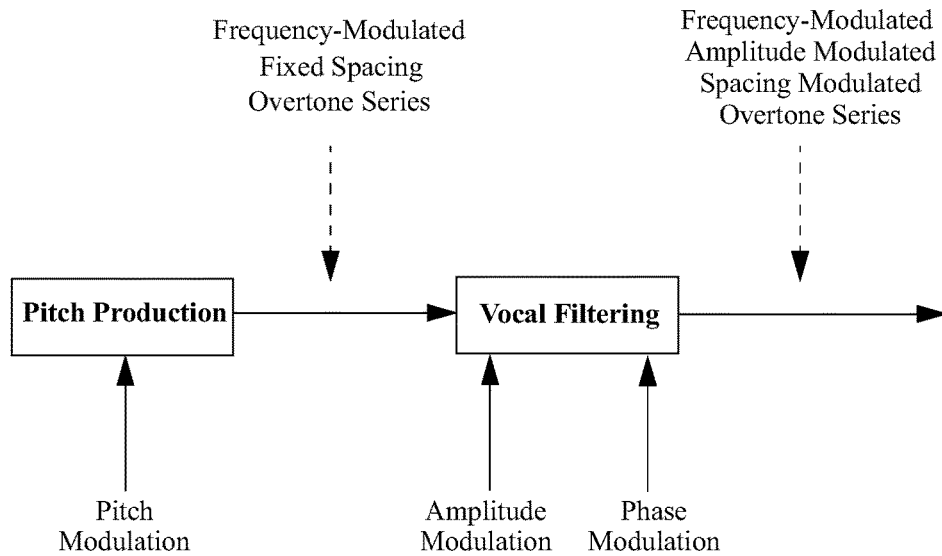 Frequency-Modulated
Fixed Spacing
Overtone Series
Frequency-Modulated
Amplitude Modulated
Spacing Modulated
Overtone Series
Pitch Production
Vocal Filtering
Pitch
Modulation
Amplitude
Modulation
Phase
Modulation